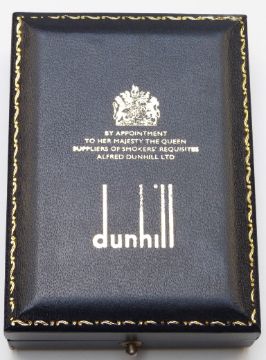 BY APPOINTMENT
TO HER MAJESTY THE QUEEN
SUPPLIERS OF SMOKERS' REQUISITES
ALFRED DUNHILL LTD
dunhill